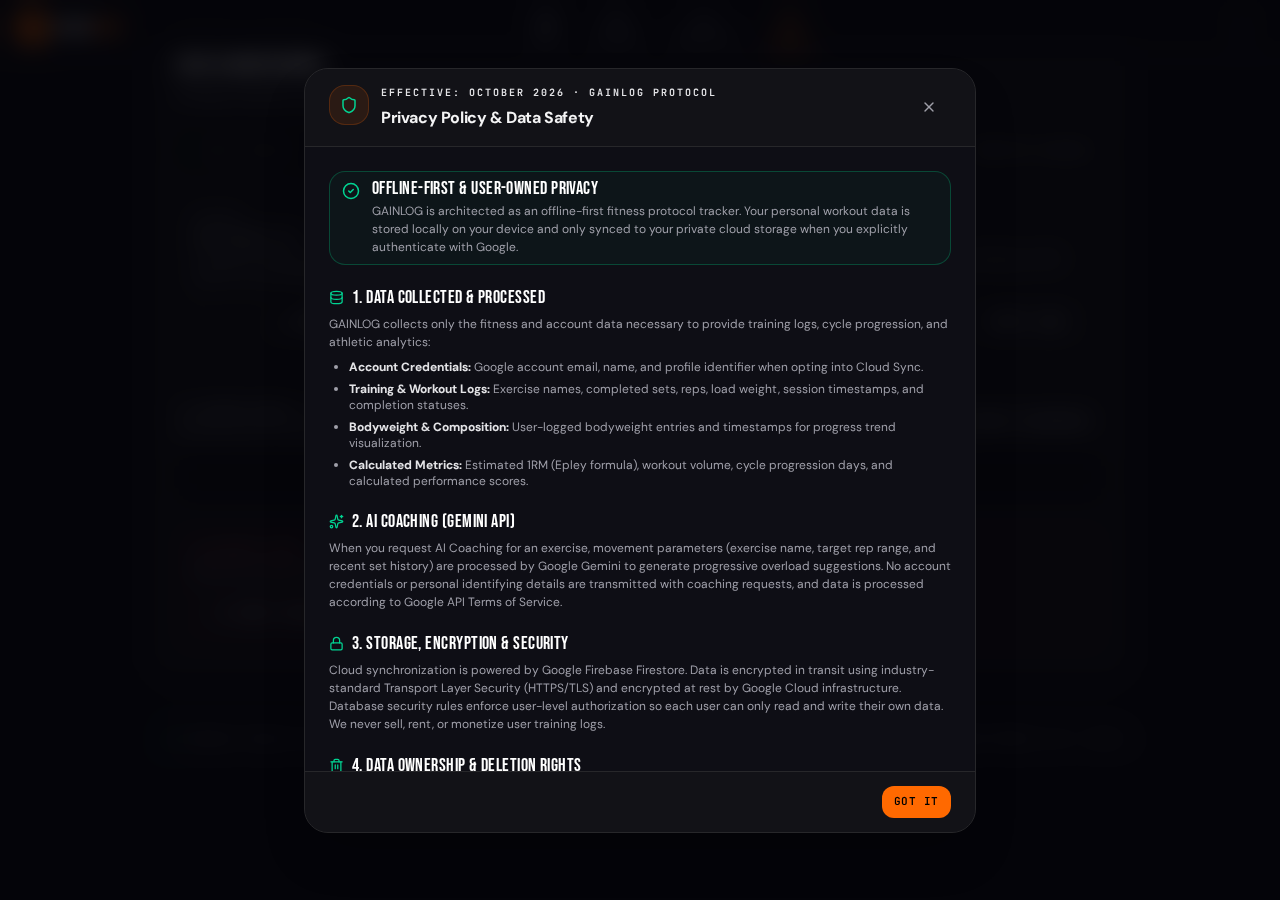 EFFECTIVE: OCTOBER 2026 · GAINLOG PROTOCOL
Privacy Policy & Data Safety
OFFLINE-FIRST & USER-OWNED PRIVACY
GAINLOG is architected as an offline-first fitness protocol tracker. Your personal workout data is
stored locally on your device and only synced to your private cloud storage when you explicitly
authenticate with Google.
1. DATA COLLECTED & PROCESSED
GAINLOG collects only the fitness and account data necessary to provide training logs, cycle progression, and
athletic analytics:
• Account Credentials: Google account email, name, and profile identifier when opting into Cloud Sync.
• Training & Workout Logs: Exercise names, completed sets, reps, load weight, session timestamps, and
completion statuses.
• Bodyweight & Composition: User-logged bodyweight entries and timestamps for progress trend
visualization.
• Calculated Metrics: Estimated 1RM (Epley formula), workout volume, cycle progression days, and
calculated performance scores.
2. AI COACHING (GEMINI API)
When you request AI Coaching for an exercise, movement parameters (exercise name, target rep range, and
recent set history) are processed by Google Gemini to generate progressive overload suggestions. No account
credentials or personal identifying details are transmitted with coaching requests, and data is processed
according to Google API Terms of Service.
3. STORAGE, ENCRYPTION & SECURITY
Cloud synchronization is powered by Google Firebase Firestore. Data is encrypted in transit using industry-
standard Transport Layer Security (HTTPS/TLS) and encrypted at rest by Google Cloud infrastructure.
Database security rules enforce user-level authorization so each user can only read and write their own data.
We never sell, rent, or monetize user training logs.
4. DATA OWNERSHIP & DELETION RIGHTS
GOT IT